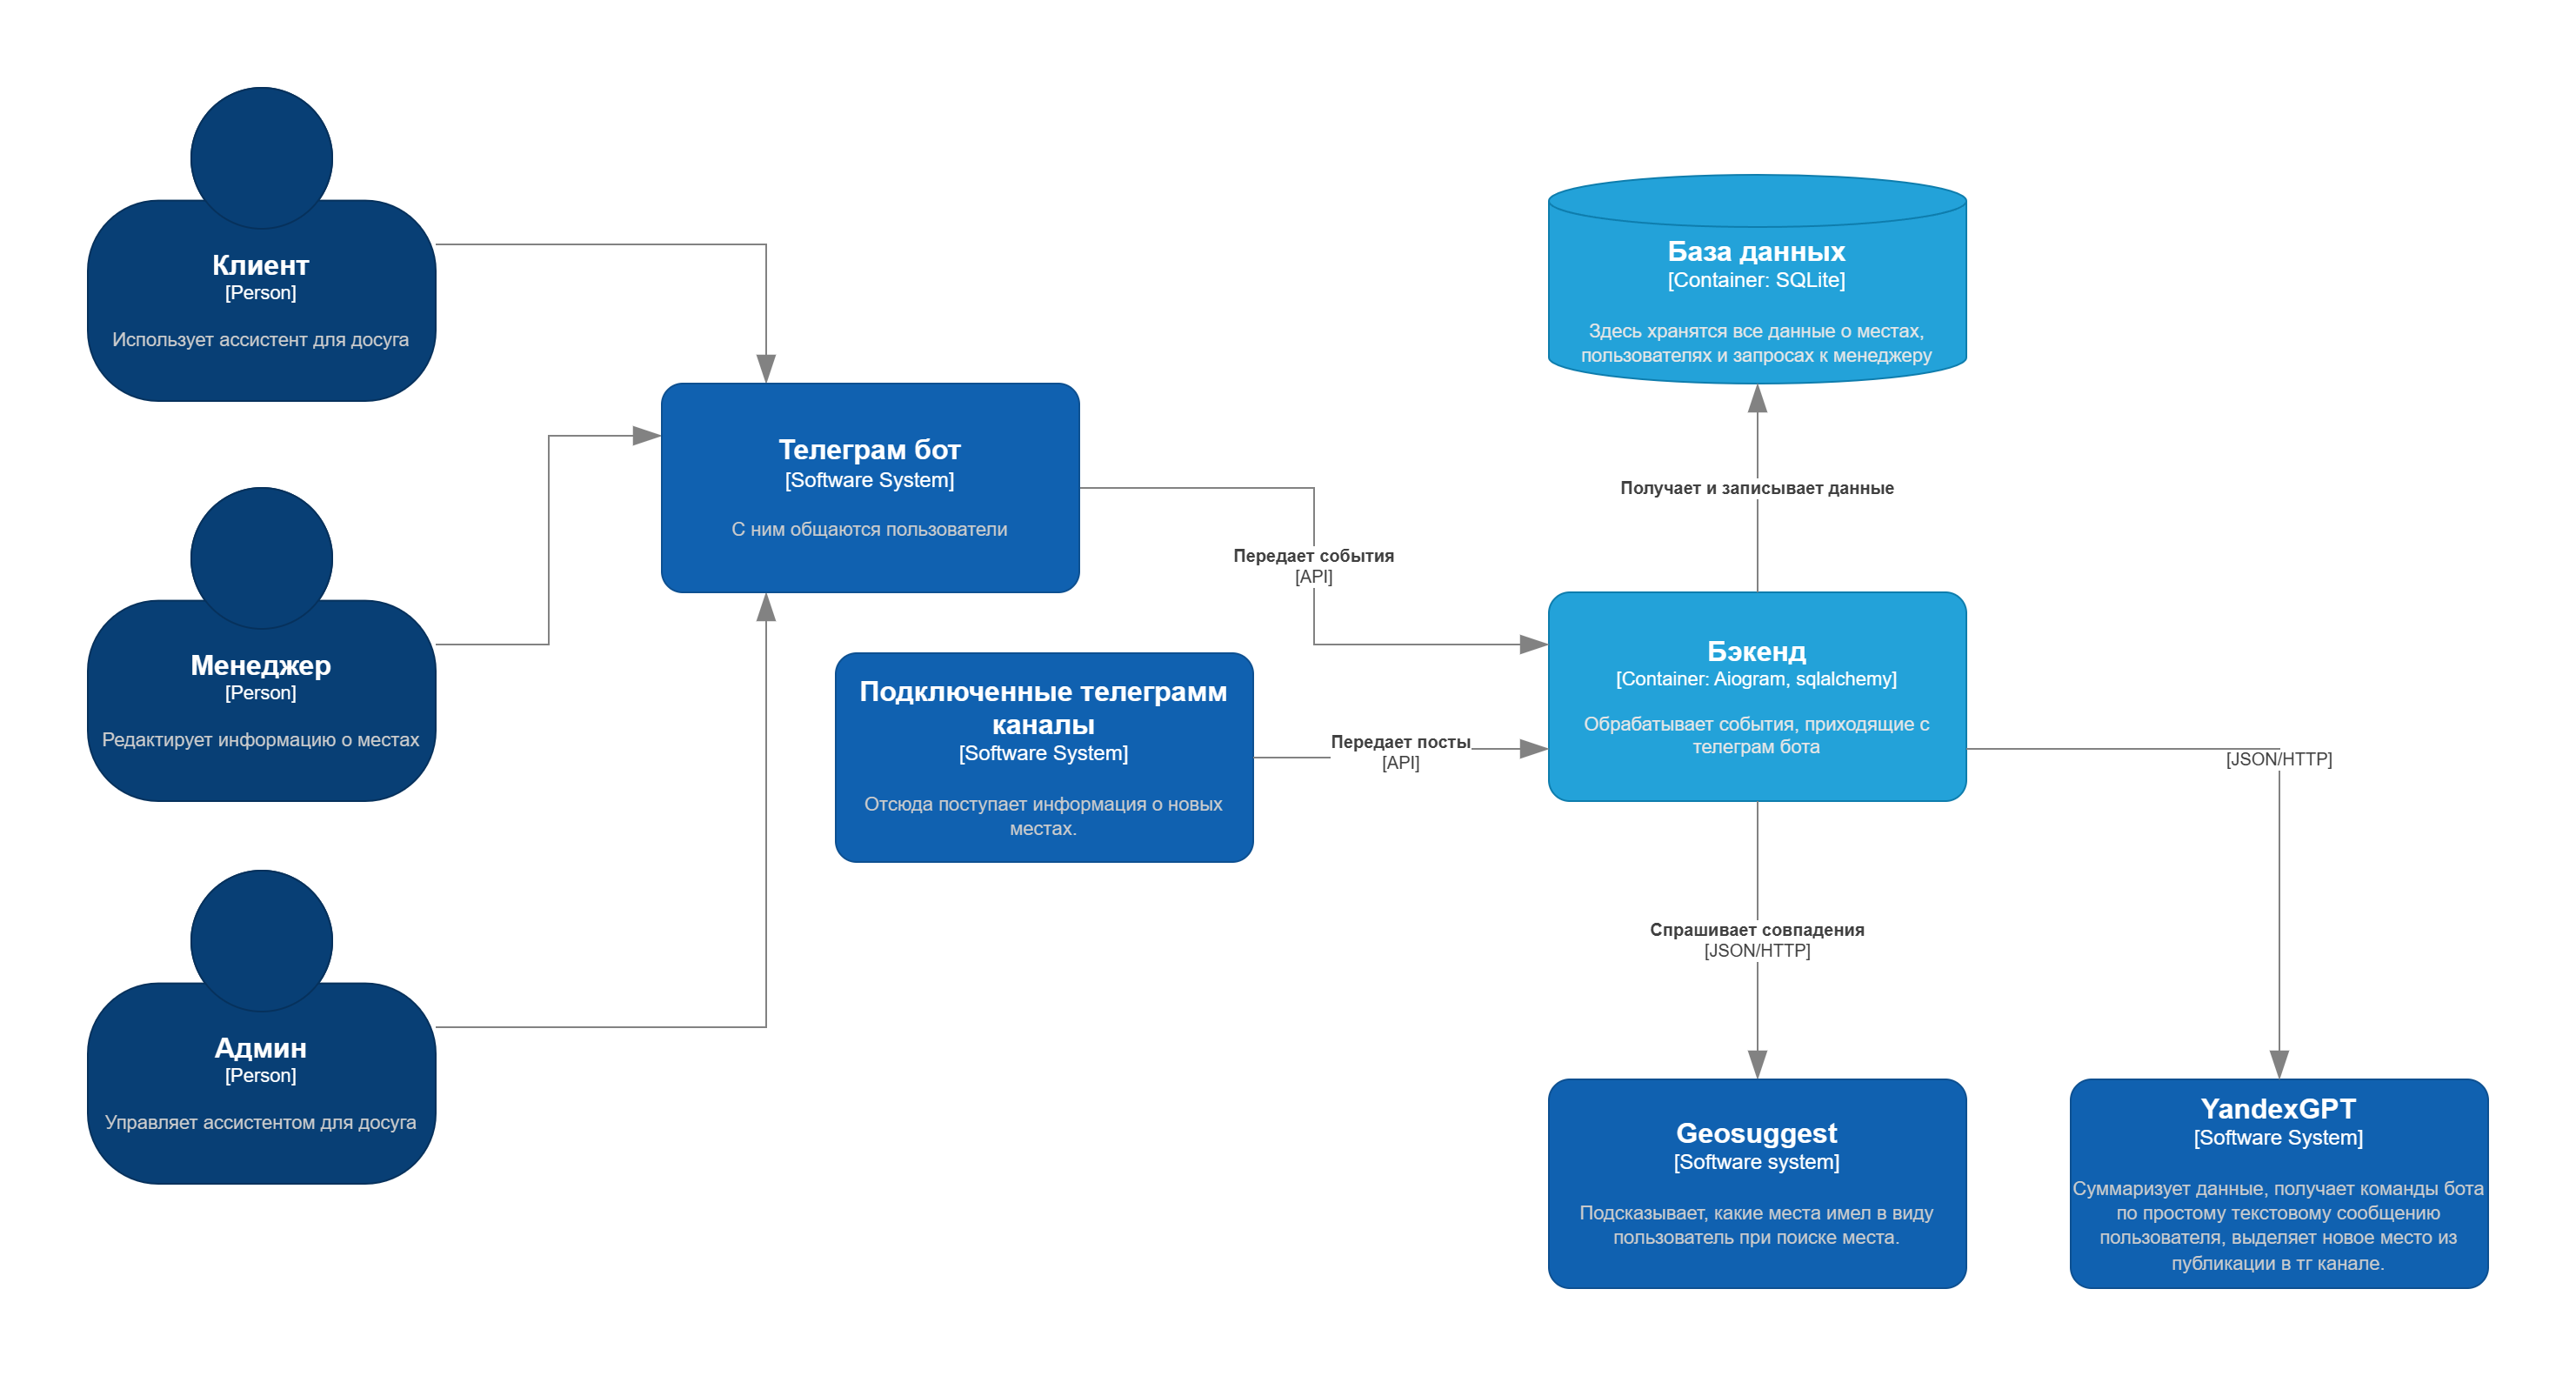 Клиент
[Person]
Использует ассистент для досуга
Менеджер
[Person]
Редактирует информацию о местах
Админ
[Person]
Управляет ассистентом для досуга
Телеграм бот
[Software System]
С ним общаются пользователи
Подключенные телеграмм
каналы
[Software System]
Отсюда поступает информация о новых
местах.
Передает события
[API]
Передает посты
[API]
База данных
[Container: SQLite]
Здесь хранятся все данные о местах,
пользователях и запросах к менеджеру
Получает и записывает данные
Бэкенд
[Container: Aiogram, sqlalchemy]
Обрабатывает события, приходящие с
телеграм бота
[JSON/HTTP]
Спрашивает совпадения
[JSON/HTTP]
Geosuggest
[Software system]
Подсказывает, какие места имел в виду
пользователь при поиске места.
YandexGPT
[Software System]
Суммаризует данные, получает команды бота
по простому текстовому сообщению
пользователя, выделяет новое место из
публикации в тг канале.